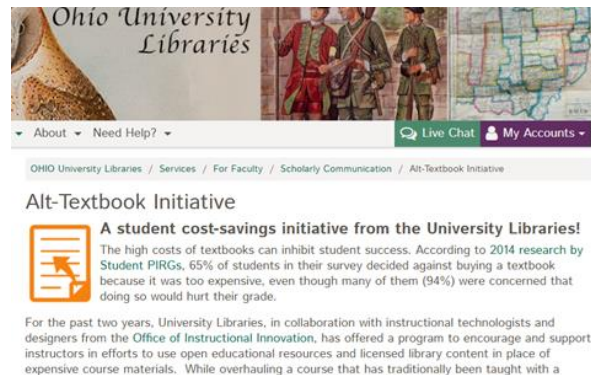 Ohio University
Libraries
About Need Help? Live Chat My Accounts
OHIO University Libraries / Services / For Faculty / Scholarly Communication / Alt-Textbook Initiative
Alt-Textbook Initiative
A student cost-savings initiative from the University Libraries!
The high costs of textbooks can inhibit student success. According to 2014 research by
Student PIRGs, 65% of students in their survey decided against buying a textbook
because it was too expensive, even though many of them (94%) were concerned that
doing so would hurt their grade.
For the past two years, University Libraries, in collaboration with instructional technologists and
designers from the Office of Instructional Innovation, has offered a program to encourage and support
instructors in efforts to use open educational resources and licensed library content in place of
expensive course materials. While overhauling a course that has traditionally been taught with a